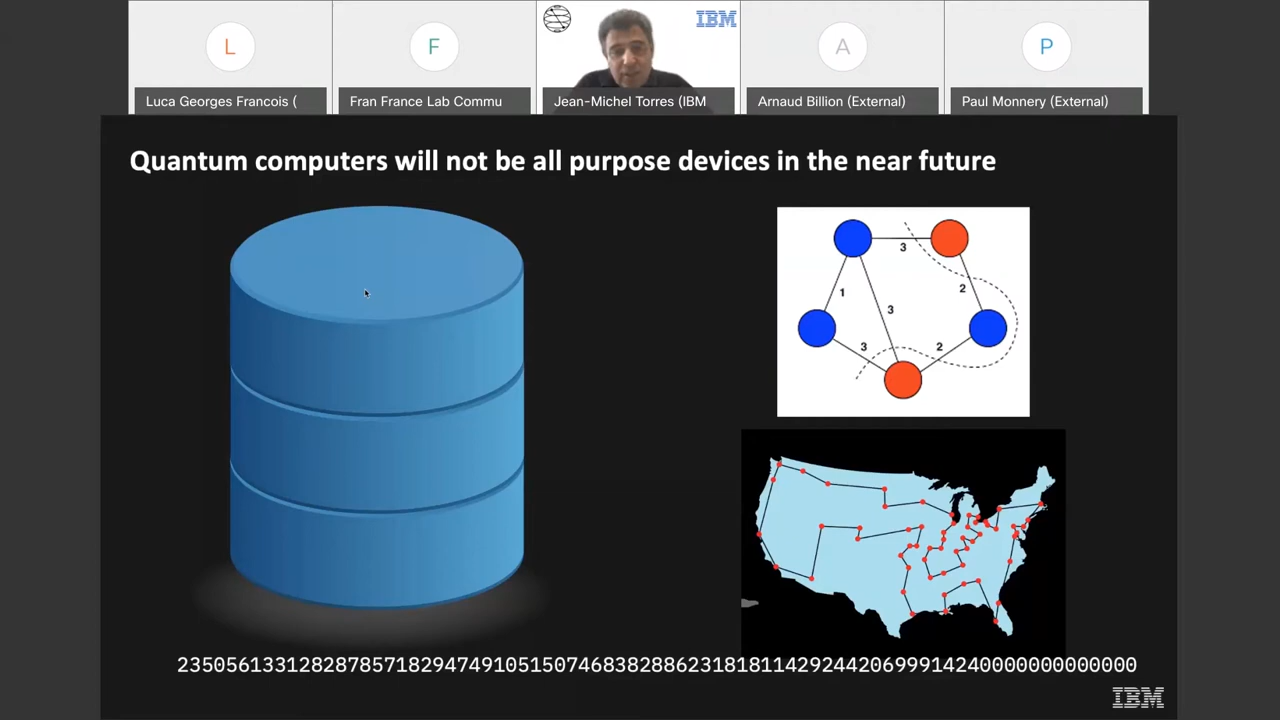 L
F
IBM
A
P
Luca Georges Francois (
Fran France Lab Commu
Jean-Michel Torres (IBM
Arnaud Billion (External)
Paul Monnery (External)
Quantum computers will not be all purpose devices in the near future
3
1
2
3
3
2
2350561331282878571829474910515074683828862318181142924420699914240000000000000
IBM